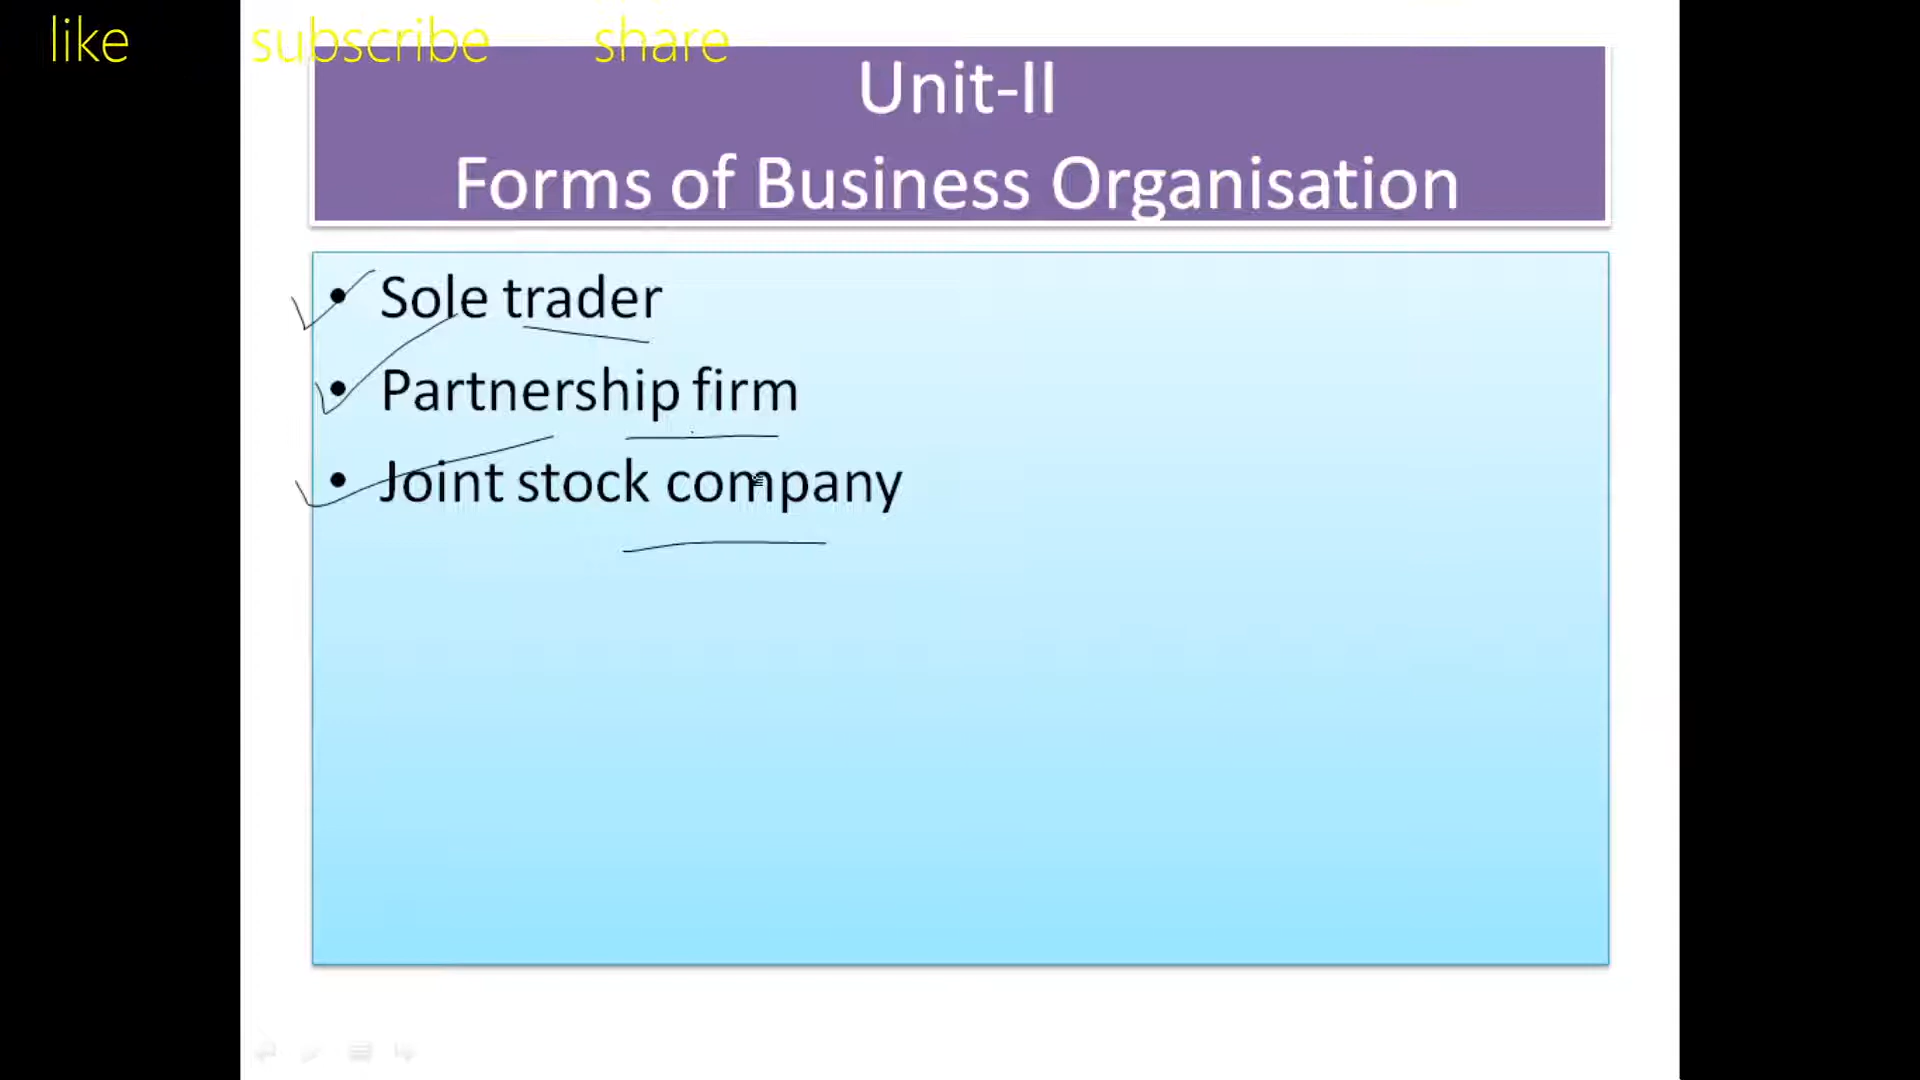 like subscribe share
Unit-II
Forms of Business Organisation
• Sole trader
• Partnership firm
• Joint stock company